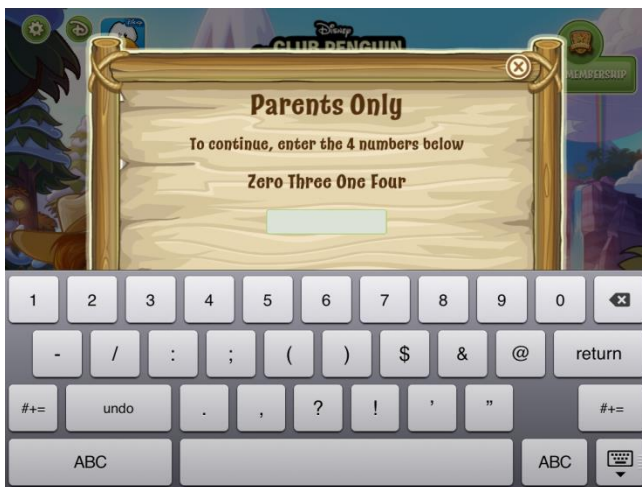 Disney
CLUB PENGUIN
MEMBERSHIP
Parents Only
To continue, enter the 4 numbers below
Zero Three One Four
1 2 3 4 5 6 7 8 9 0
- / : ; ( ) $ & @ return
#+= undo . , ? ! ’ ” #+=
ABC ABC